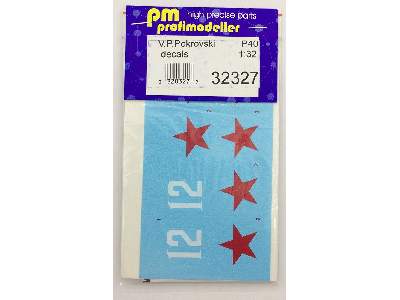 pm high precise parts
profimodeller
V.P.Pokrovski P40
decals 1:32
32327
12
12